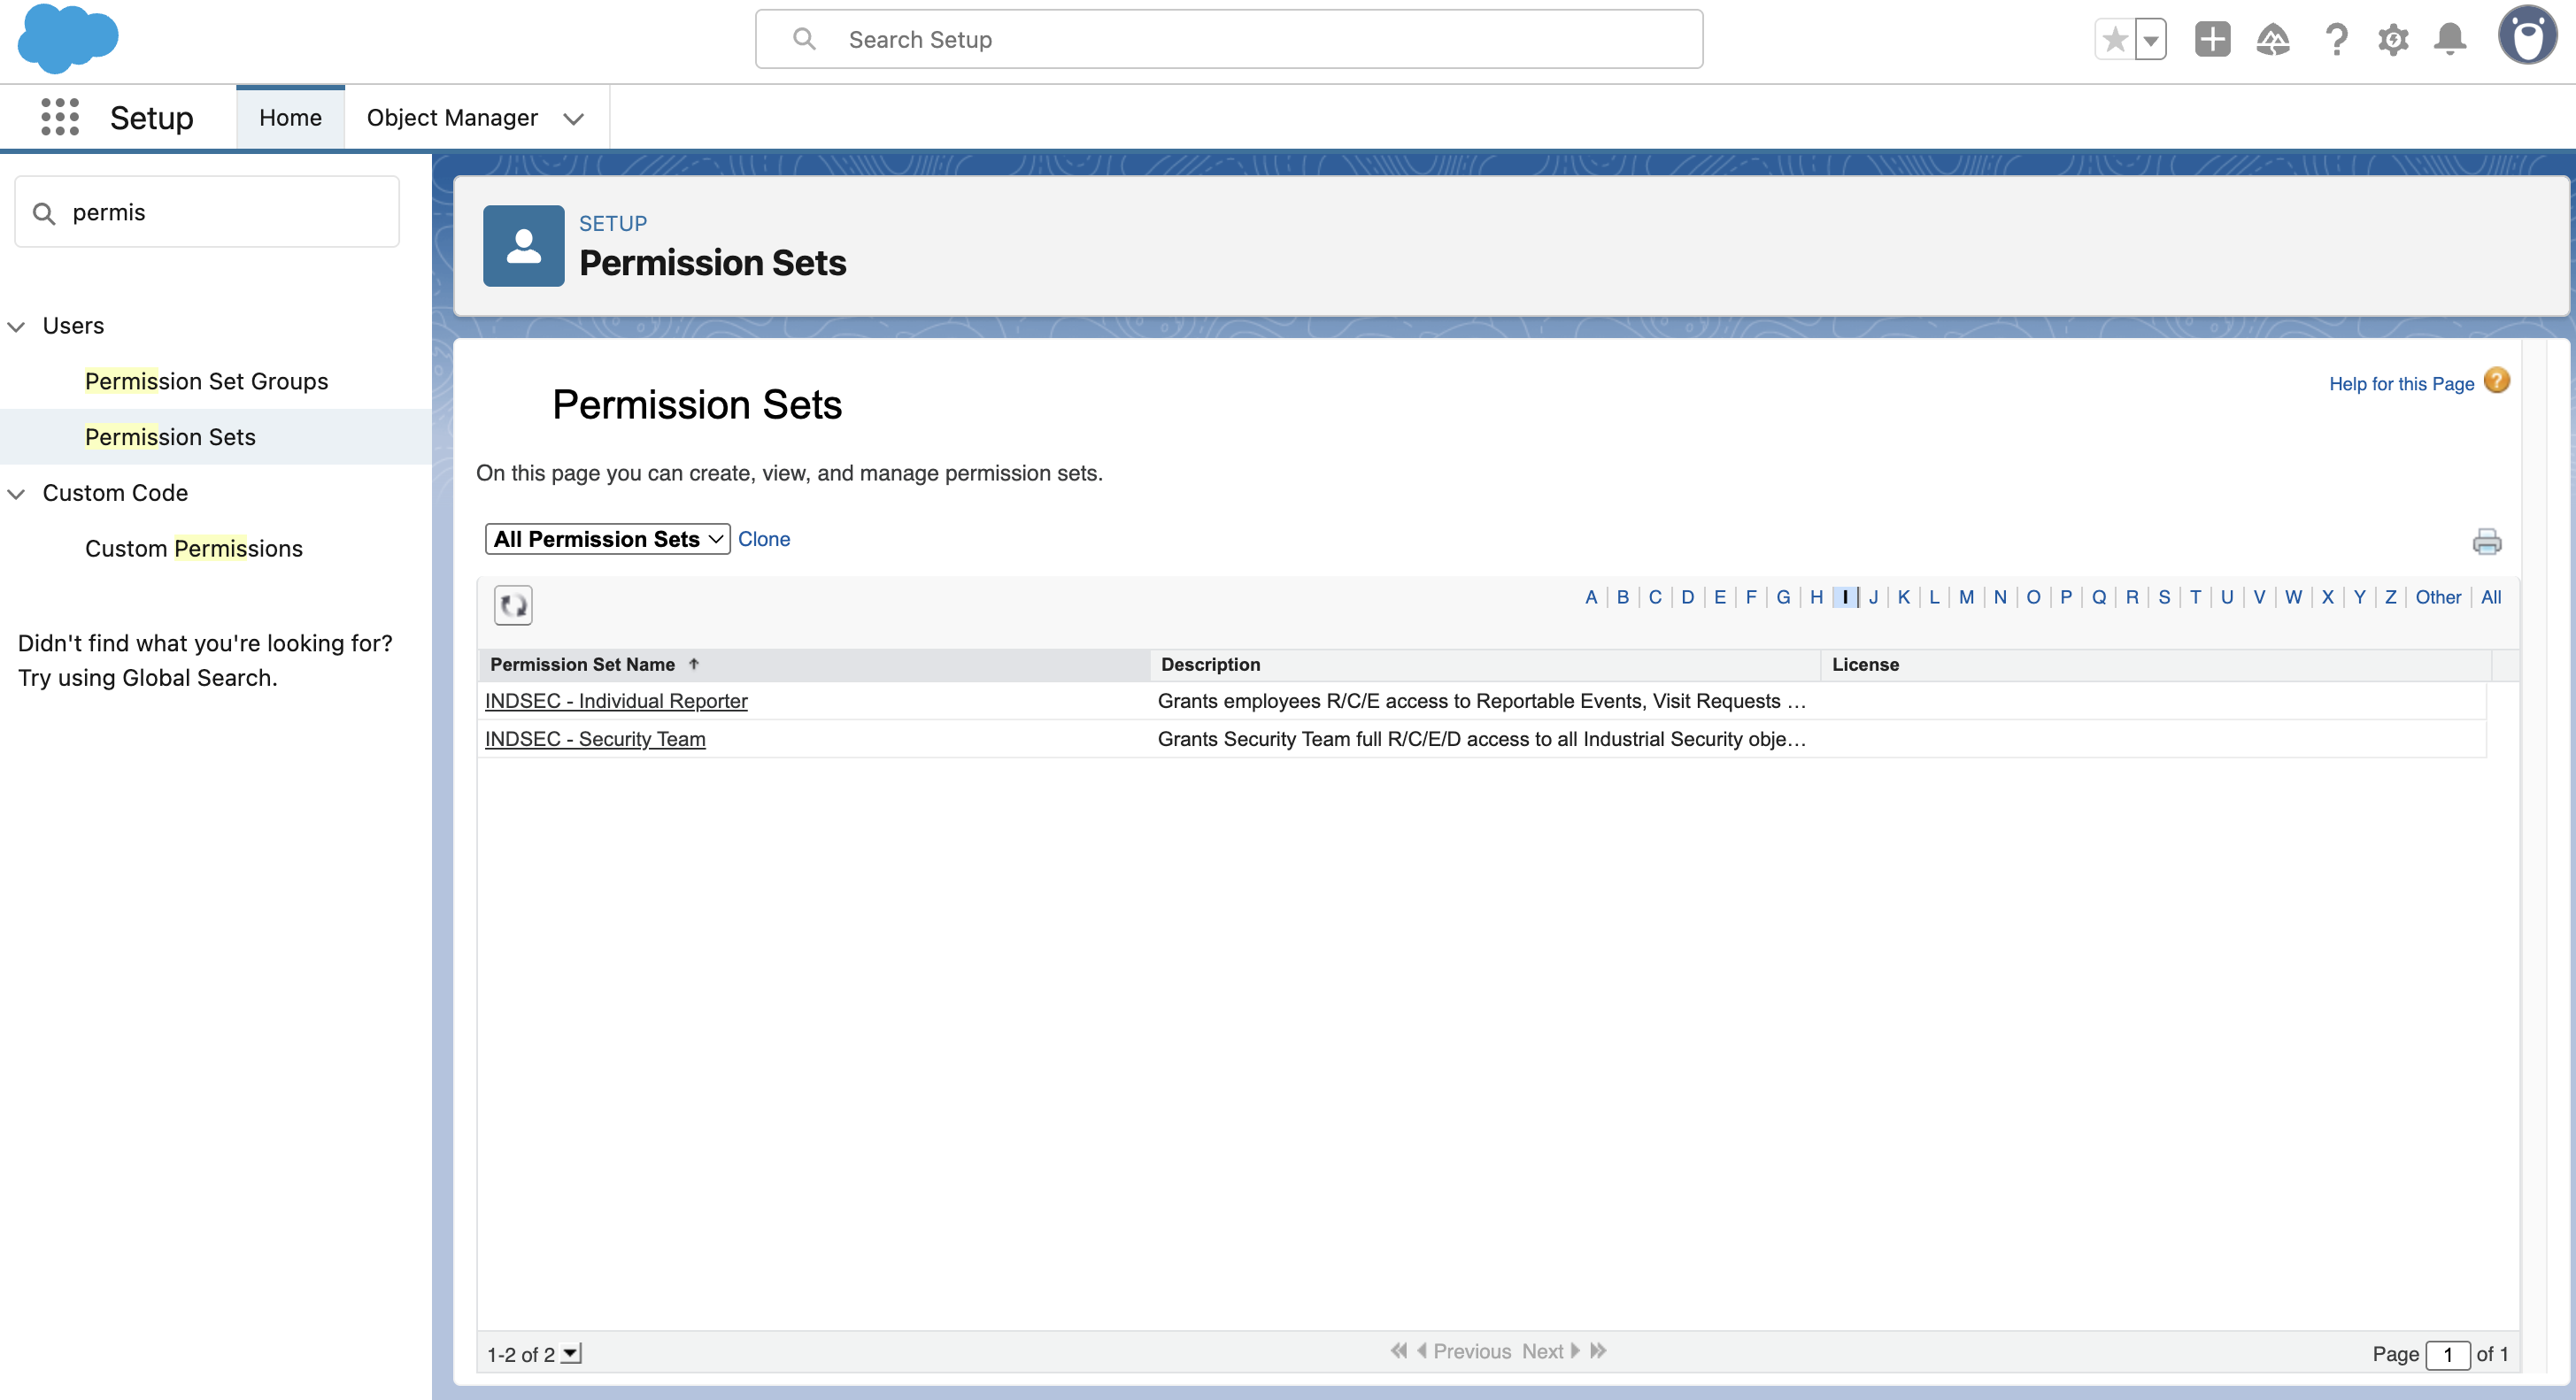 Search Setup
Setup
Home
Object Manager
permis
Users
Permission Set Groups
Permission Sets
Custom Code
Custom Permissions
Didn't find what you're looking for?
Try using Global Search.
SETUP
Permission Sets
Permission Sets
Help for this Page
On this page you can create, view, and manage permission sets.
All Permission Sets Clone
A B C D E F G H I J K L M N O P Q R S T U V W X Y Z Other All
Permission Set Name Description License
INDSEC - Individual Reporter Grants employees R/C/E access to Reportable Events, Visit Requests ...
INDSEC - Security Team Grants Security Team full R/C/E/D access to all Industrial Security obje...
1-2 of 2 Previous Next Page 1 of 1